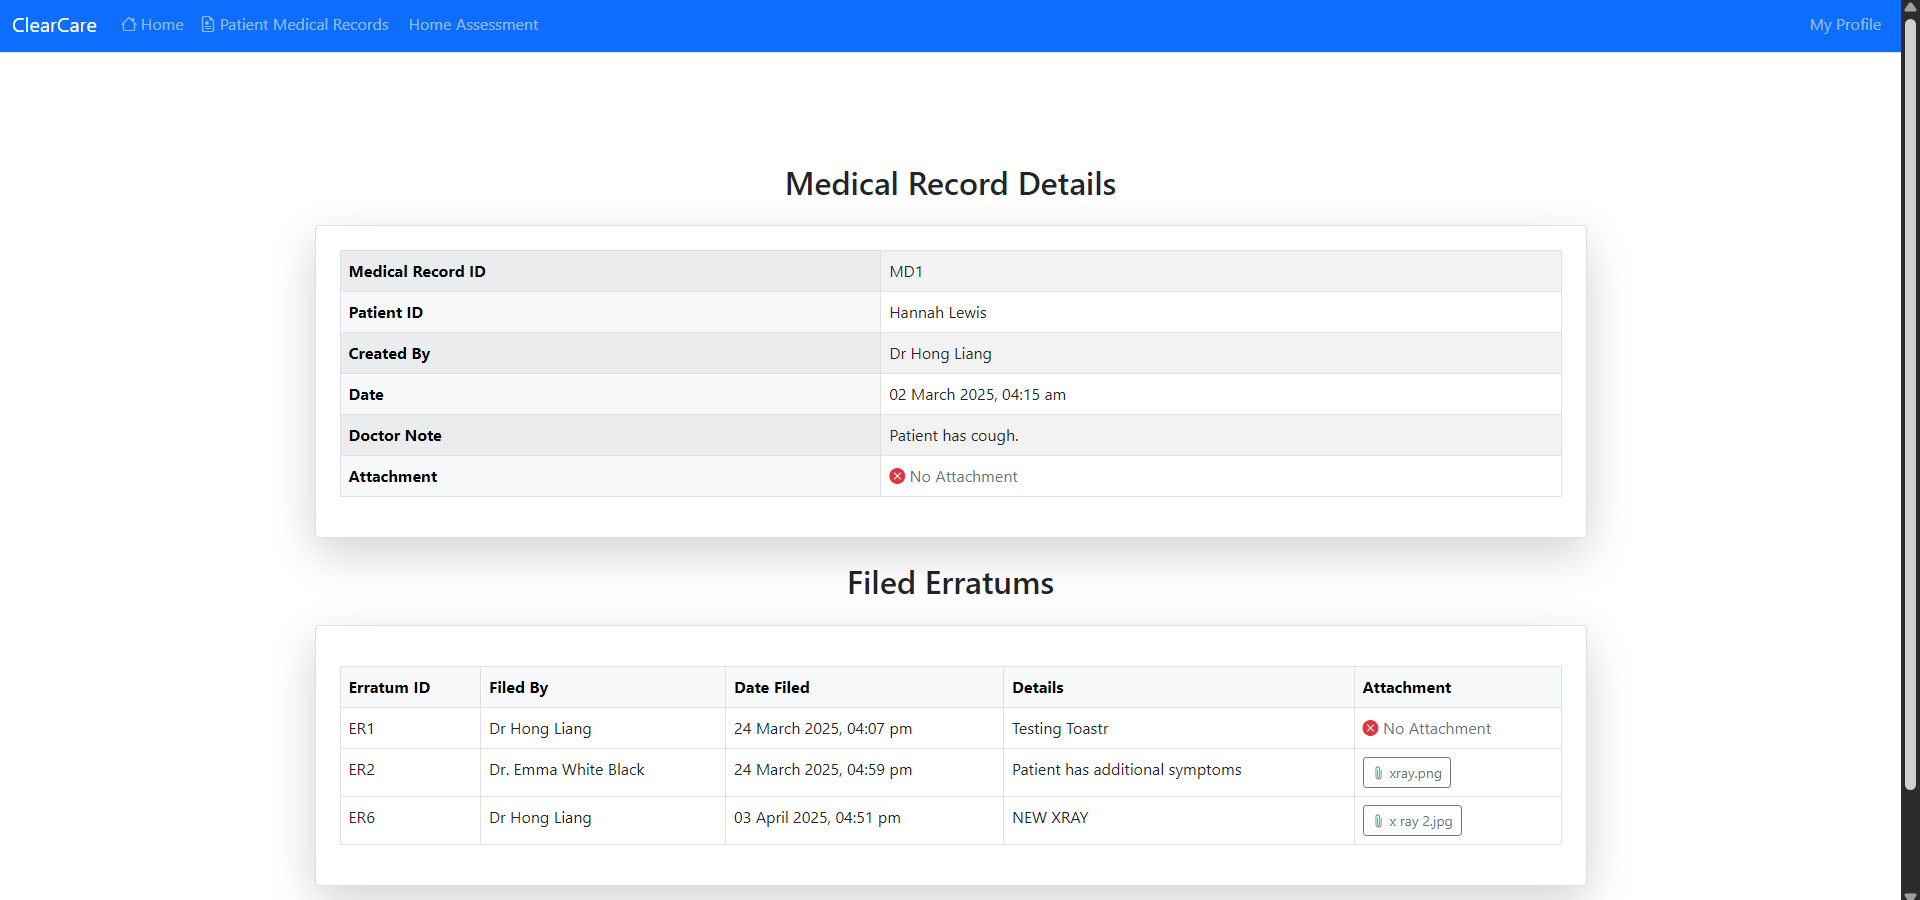 ClearCare Home Patient Medical Records Home Assessment My Profile
Medical Record Details
Medical Record ID MD1
Patient ID Hannah Lewis
Created By Dr Hong Liang
Date 02 March 2025, 04:15 am
Doctor Note Patient has cough.
Attachment No Attachment
Filed Erratums
Erratum ID Filed By Date Filed Details Attachment
ER1 Dr Hong Liang 24 March 2025, 04:07 pm Testing Toastr No Attachment
ER2 Dr. Emma White Black 24 March 2025, 04:59 pm Patient has additional symptoms xray.png
ER6 Dr Hong Liang 03 April 2025, 04:51 pm NEW XRAY x ray 2.jpg